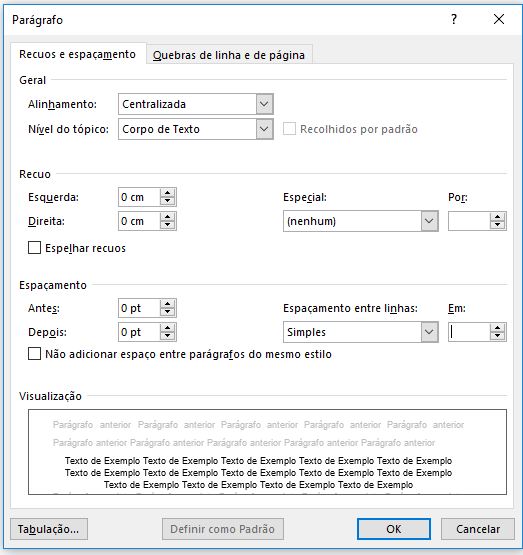 Parágrafo ? ×
Recuos e espaçamento Quebras de linha e de página
Geral
Alinhamento: Centralizada
Nível do tópico: Corpo de Texto Recolhidos por padrão
Recuo
Esquerda: 0 cm Especial: Por:
Direita: 0 cm (nenhum)
Espelhar recuos
Espaçamento
Antes: 0 pt Espaçamento entre linhas: Em:
Depois: 0 pt Simples
Não adicionar espaço entre parágrafos do mesmo estilo
Visualização
Parágrafo anterior Parágrafo anterior Parágrafo anterior Parágrafo anterior Parágrafo anterior
Parágrafo anterior Parágrafo anterior Parágrafo anterior Parágrafo anterior Parágrafo anterior
Texto de Exemplo Texto de Exemplo Texto de Exemplo Texto de Exemplo Texto de Exemplo
Texto de Exemplo Texto de Exemplo Texto de Exemplo Texto de Exemplo Texto de Exemplo
Texto de Exemplo Texto de Exemplo Texto de Exemplo Texto de Exemplo
Tabulação... Definir como Padrão OK Cancelar